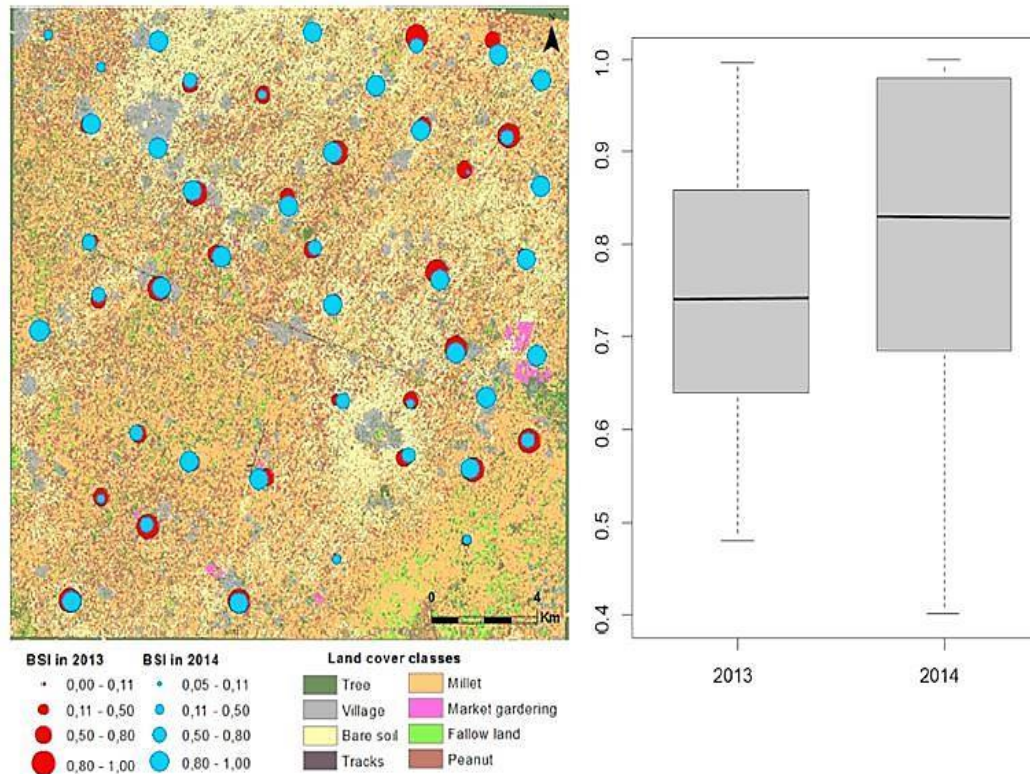 N
0 4
Km
BSI in 2013 BSI in 2014 Land cover classes
0,00 - 0,11 0,05 - 0,11 Tree Millet
0,11 - 0,50 0,11 - 0,50 Village Market gardering
0,50 - 0,80 0,50 - 0,80 Bare soil Fallow land
0,80 - 1,00 0,80 - 1,00 Tracks Peanut
1.0
0.9
0.8
0.7
0.6
0.5
0.4
2013 2014